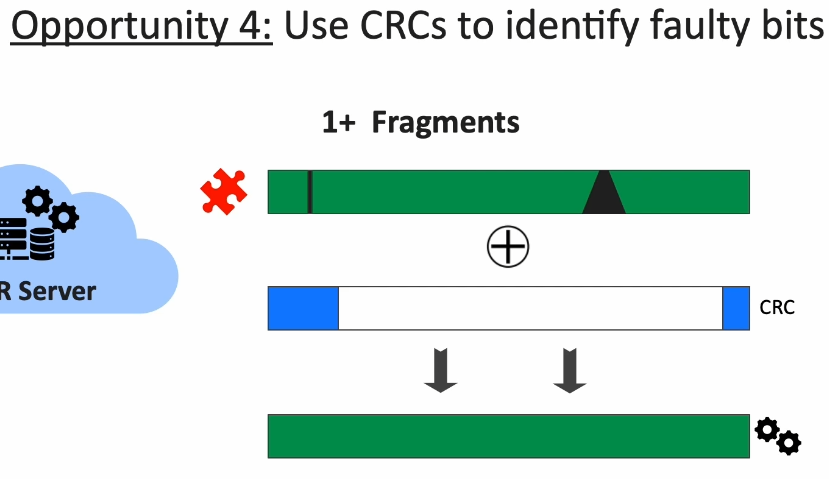 Opportunity 4: Use CRCs to identify faulty bits
1+ Fragments
R Server
CRC